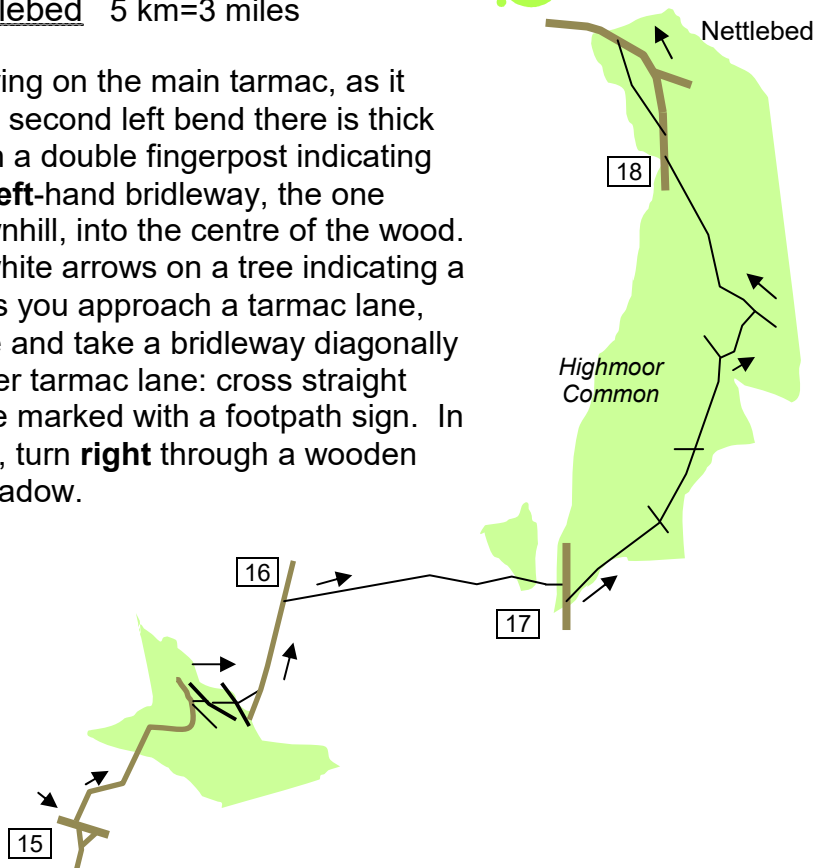 lebed 5 km=3 miles
ing on the main tarmac, as it
second left bend there is thick
a double fingerpost indicating
eft-hand bridleway, the one
nhill, into the centre of the wood.
white arrows on a tree indicating a
s you approach a tarmac lane,
and take a bridleway diagonally
er tarmac lane: cross straight
e marked with a footpath sign. In
, turn right through a wooden
adow.
Nettlebed
18
Highmoor
Common
16
17
15